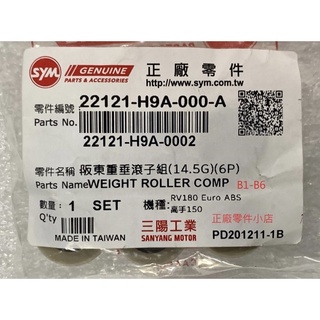 SYM GENUINE PARTS 正廠零件
http://www.sym.com.tw
零件編號 22121-H9A-000-A
Parts No.
22121-H9A-0002
零件名稱 阪東重垂滾子組(14.5G)(6P)
Parts Name WEIGHT ROLLER COMP B1-B6
數量: 1 SET 機種: RV180 Euro ABS
Q'ty 高手150
正廠零件小店
MADE IN TAIWAN 三陽工業 SANYANG MOTOR PD201211-1B